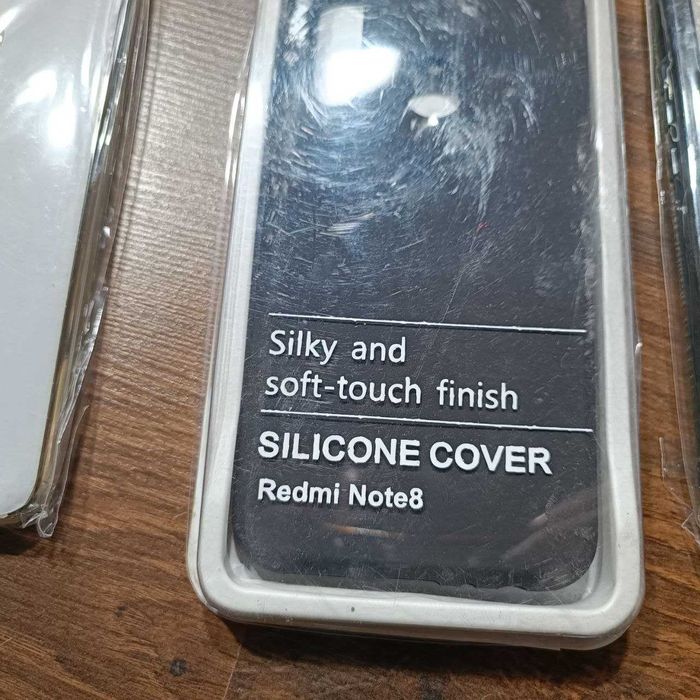 Silky and
soft-touch finish
SILICONE COVER
Redmi Note8